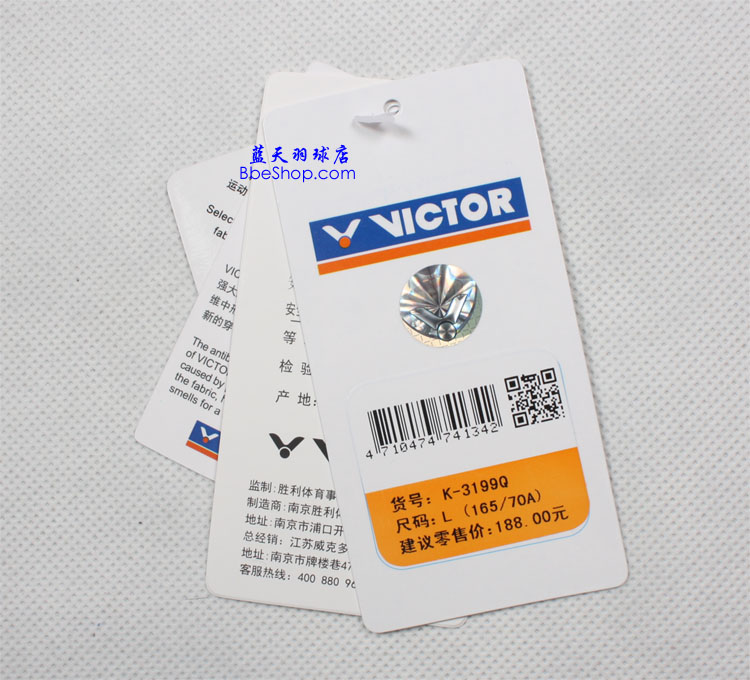 蓝天羽球店
BbeShop.com
VICTOR
4 710474 741342
货号: K-3199Q
尺码: L (165/70A)
建议零售价: 188.00元
安
等
检 验
产 地:
监制: 胜利体育事
制造商: 南京胜利体
地址: 南京市浦口开
总经销: 江苏威克多
地址: 南京市牌楼巷47
客服热线: 400 880 96
运动
Selec
fab
VIC
强大
维中
新的穿
The antib
of VICTOR
caused by
the fabric,
smells for a